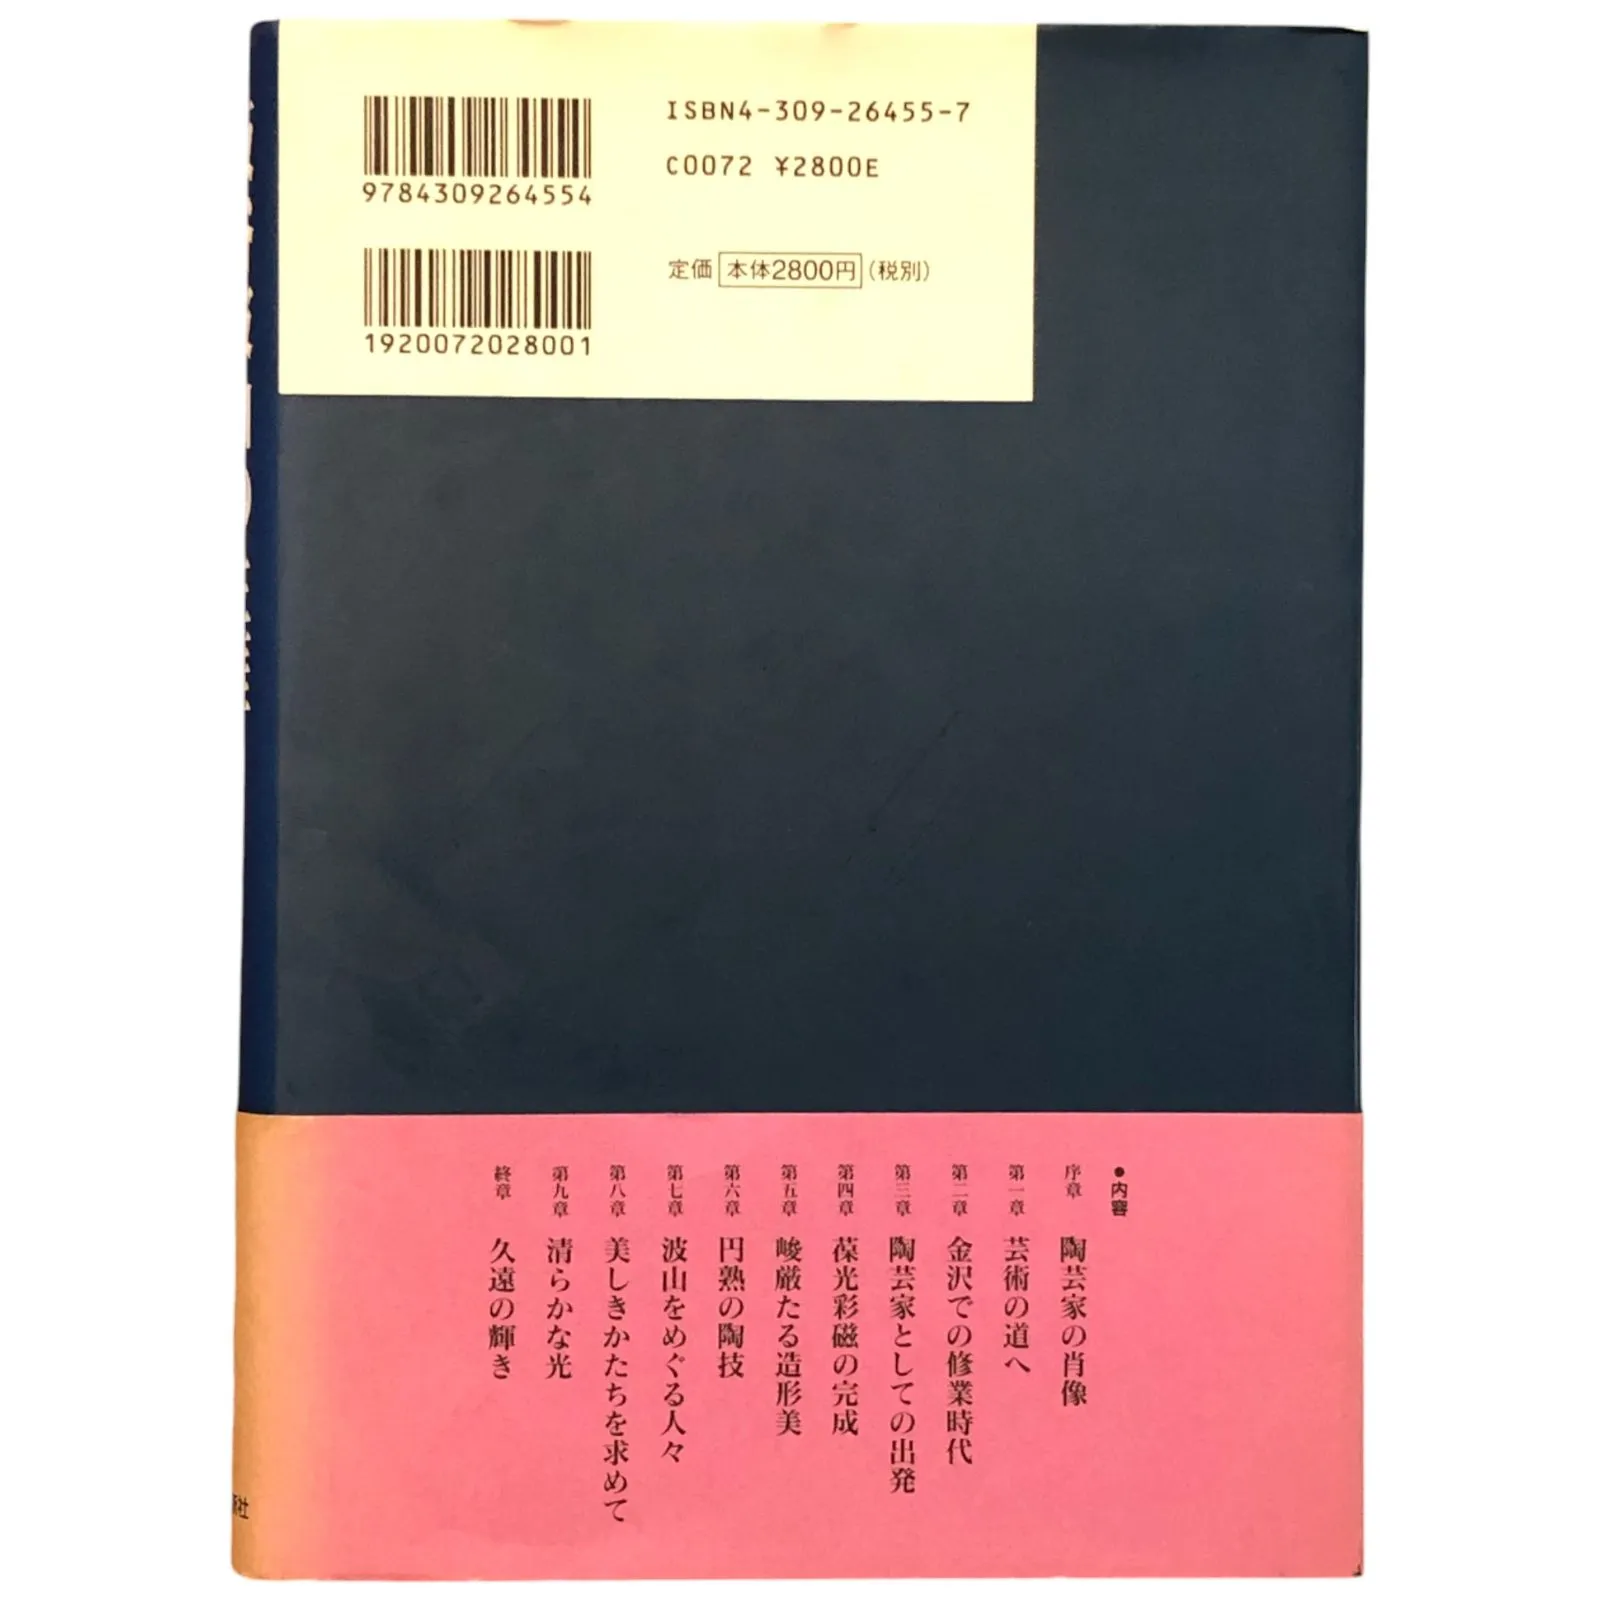 ISBN4-309-26455-7
C0072 ¥2800E
9784309264554
定価 本体2800円 (税別)
1920072028001
●内容
序章 陶芸家の肖像
第一章 芸術の道へ
第二章 金沢での修業時代
第三章 陶芸家としての出発
第四章 葆光彩磁の完成
第五章 峻厳たる造形美
第六章 円熟の陶技
第七章 波山をめぐる人々
第八章 美しきかたちを求めて
第九章 清らかな光
終章 久遠の輝き
新社